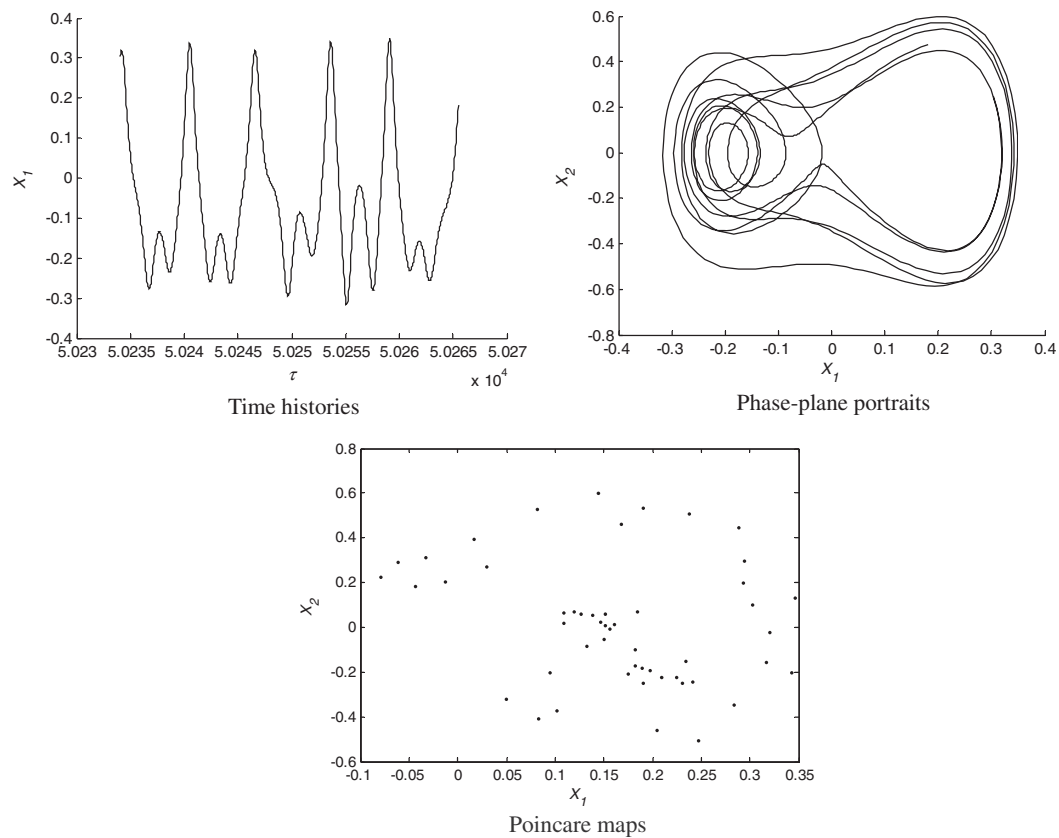 0.4
0.3
0.2
0.1
0
-0.1
-0.2
-0.3
-0.4
X1
5.023 5.0235 5.024 5.0245 5.025 5.0255 5.026 5.0265 5.027
τ
x 10^4
Time histories
0.6
0.4
0.2
0
-0.2
-0.4
-0.6
-0.8
X2
-0.4 -0.3 -0.2 -0.1 0 0.1 0.2 0.3 0.4
X1
Phase-plane portraits
0.8
0.6
0.4
0.2
0
-0.2
-0.4
-0.6
X2
-0.1 -0.05 0 0.05 0.1 0.15 0.2 0.25 0.3 0.35
X1
Poincare maps